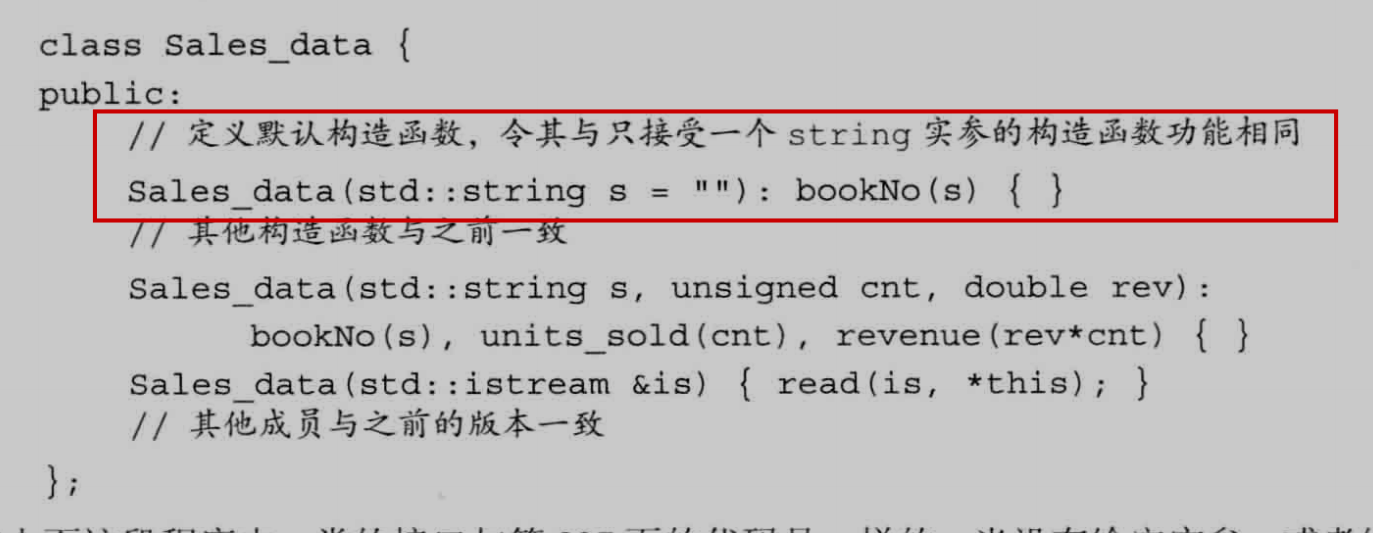 class Sales_data {
public:
// 定义默认构造函数，令其与只接受一个 string 实参的构造函数功能相同
Sales_data(std::string s = ""): bookNo(s) { }
// 其他构造函数与之前一致
Sales_data(std::string s, unsigned cnt, double rev):
bookNo(s), units_sold(cnt), revenue(rev*cnt) { }
Sales_data(std::istream &is) { read(is, *this); }
// 其他成员与之前的版本一致
};